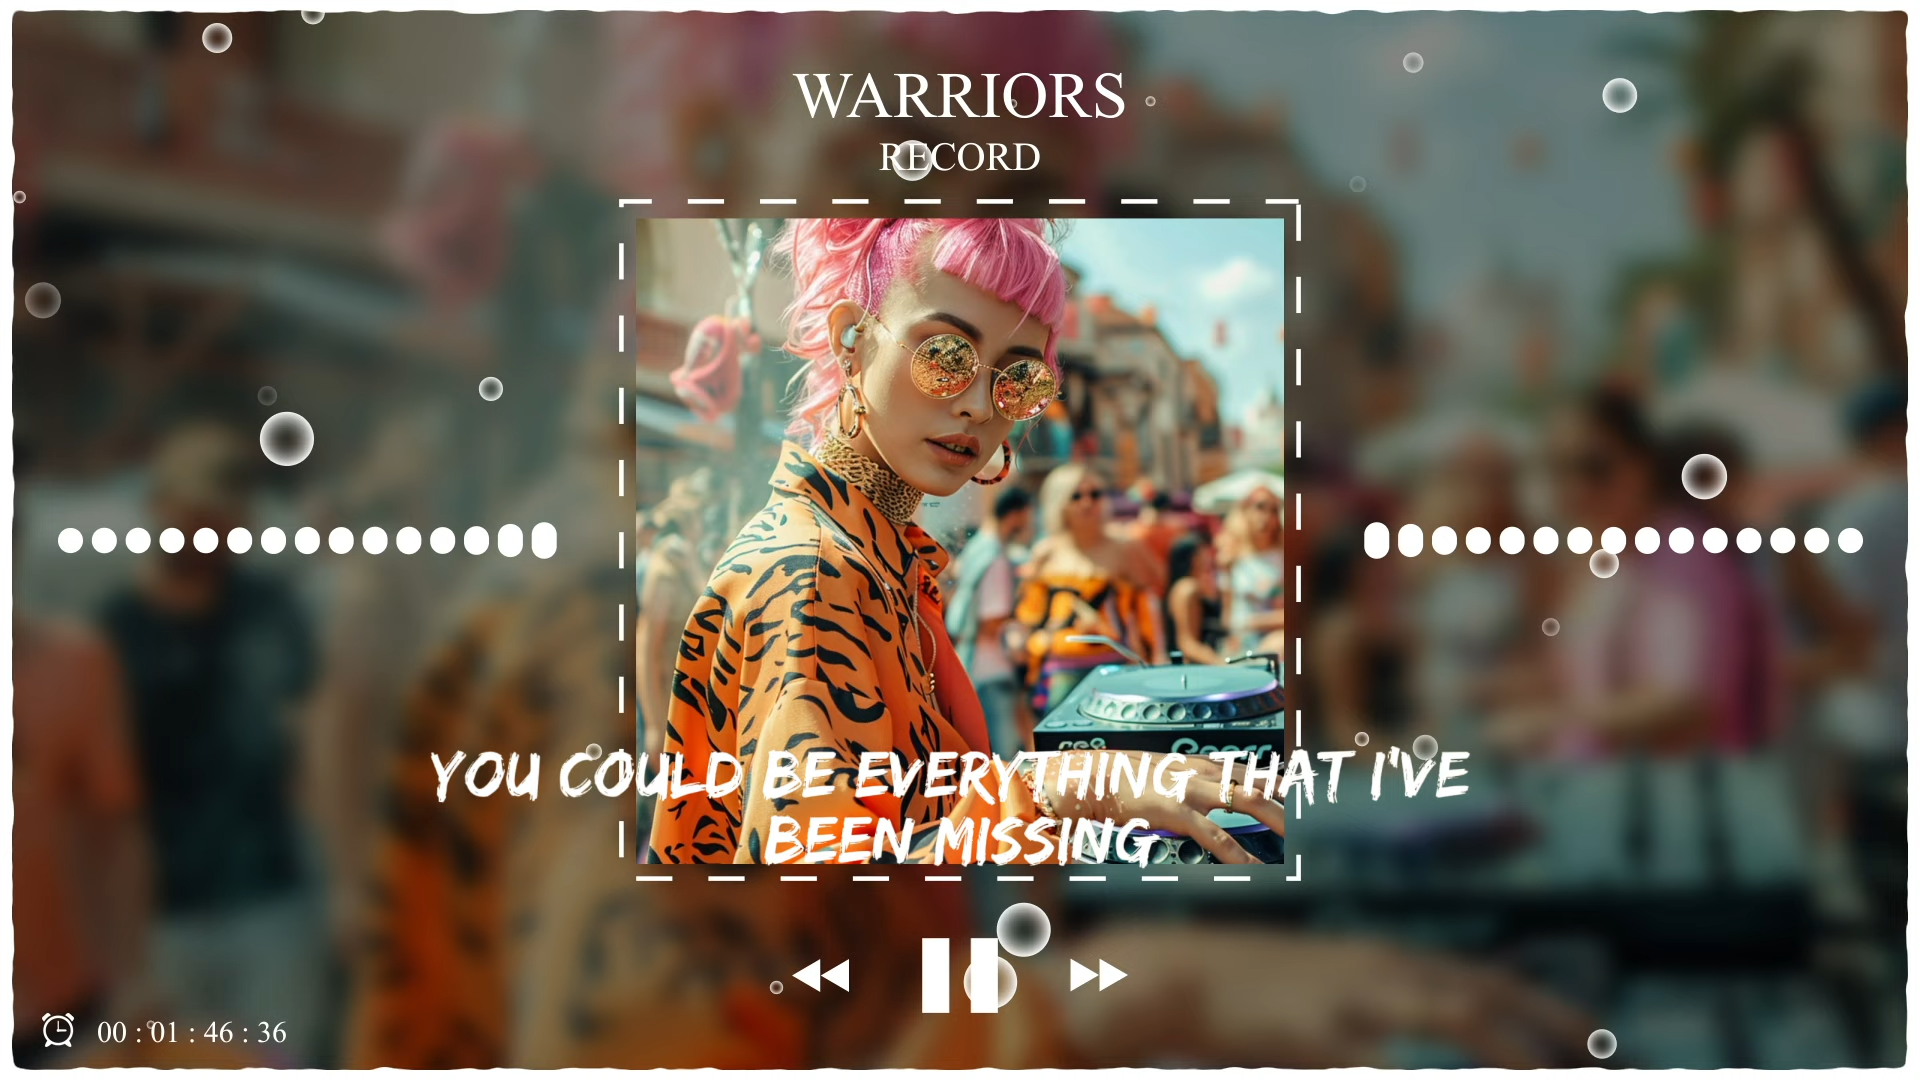 WARRIORS
RECORD
YOU COULD BE EVERYTHING THAT I'VE
BEEN MISSING
00 : 01 : 46 : 36